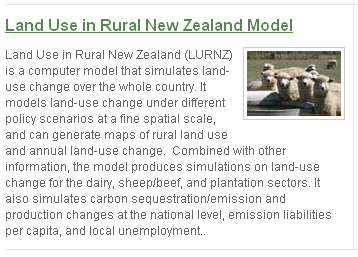 Land Use in Rural New Zealand Model
Land Use in Rural New Zealand (LURNZ)
is a computer model that simulates land-
use change over the whole country. It
models land-use change under different
policy scenarios at a fine spatial scale,
and can generate maps of rural land use
and annual land-use change.  Combined with other
information, the model produces simulations on land-use
change for the dairy, sheep/beef, and plantation sectors. It
also simulates carbon sequestration/emission and
production changes at the national level, emission liabilities
per capita, and local unemployment..